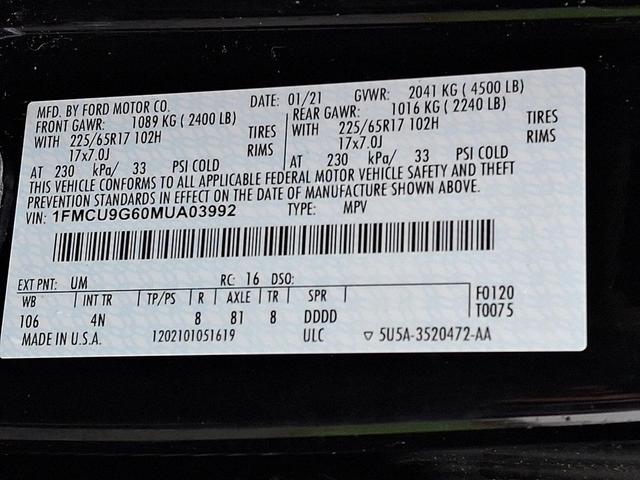 MFD. BY FORD MOTOR CO. DATE: 01/21 GVWR: 2041 KG ( 4500 LB)
FRONT GAWR: 1089 KG ( 2400 LB) REAR GAWR: 1016 KG ( 2240 LB)
WITH 225/65R17 102H TIRES WITH 225/65R17 102H TIRES
17x7.0J RIMS 17x7.0J RIMS
AT 230 kPa/ 33 PSI COLD AT 230 kPa/ 33 PSI COLD
THIS VEHICLE CONFORMS TO ALL APPLICABLE FEDERAL MOTOR VEHICLE SAFETY AND THEFT
PREVENTION STANDARDS IN EFFECT ON THE DATE OF MANUFACTURE SHOWN ABOVE.
VIN: 1FMCU9G60MUA03992 TYPE: MPV
EXT PNT: UM RC: 16 DSO:
WB INT TR TP/PS R AXLE TR SPR F0120
106 4N 8 81 8 DDDD T0075
MADE IN U.S.A. 1202101051619 ULC ▽ 5U5A-3520472-AA